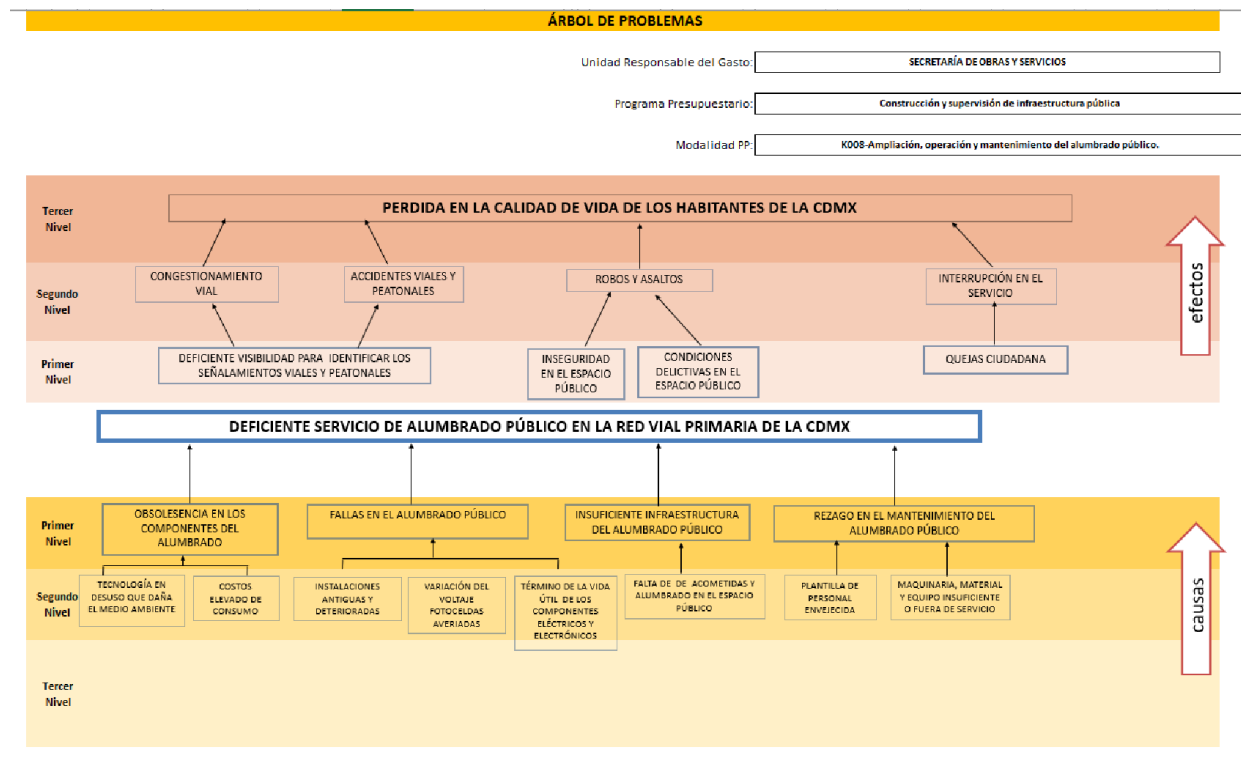 ÁRBOL DE PROBLEMAS
Unidad Responsable del Gasto:
SECRETARÍA DE OBRAS Y SERVICIOS
Programa Presupuestario:
Construcción y supervisión de infraestructura pública
Modalidad PP:
K008-Ampliación, operación y mantenimiento del alumbrado público.
Tercer
Nivel
PERDIDA EN LA CALIDAD DE VIDA DE LOS HABITANTES DE LA CDMX
Segundo
Nivel
CONGESTIONAMIENTO
VIAL
ACCIDENTES VIALES Y
PEATONALES
ROBOS Y ASALTOS
INTERRUPCIÓN EN EL
SERVICIO
efectos
Primer
Nivel
DEFICIENTE VISIBILIDAD PARA IDENTIFICAR LOS
SEÑALAMIENTOS VIALES Y PEATONALES
INSEGURIDAD
EN EL ESPACIO
PÚBLICO
CONDICIONES
DELICTIVAS EN EL
ESPACIO PÚBLICO
QUEJAS CIUDADANA
DEFICIENTE SERVICIO DE ALUMBRADO PÚBLICO EN LA RED VIAL PRIMARIA DE LA CDMX
Primer
Nivel
OBSOLESENCIA EN LOS
COMPONENTES DEL
ALUMBRADO
FALLAS EN EL ALUMBRADO PÚBLICO
INSUFICIENTE INFRAESTRUCTURA
DEL ALUMBRADO PÚBLICO
REZAGO EN EL MANTENIMIENTO DEL
ALUMBRADO PÚBLICO
Segundo
Nivel
TECNOLOGÍA EN
DESUSO QUE DAÑA
EL MEDIO AMBIENTE
COSTOS
ELEVADO DE
CONSUMO
INSTALACIONES
ANTIGUAS Y
DETERIORADAS
VARIACIÓN DEL
VOLTAJE
FOTOCELDAS
AVERIADAS
TÉRMINO DE LA VIDA
ÚTIL DE LOS
COMPONENTES
ELÉCTRICOS Y
ELECTRÓNICOS
FALTA DE DE ACOMETIDAS Y
ALUMBRADO EN EL ESPACIO
PÚBLICO
PLANTILLA DE
PERSONAL
ENVEJECIDA
MAQUINARIA, MATERIAL
Y EQUIPO INSUFICIENTE
O FUERA DE SERVICIO
causas
Tercer
Nivel